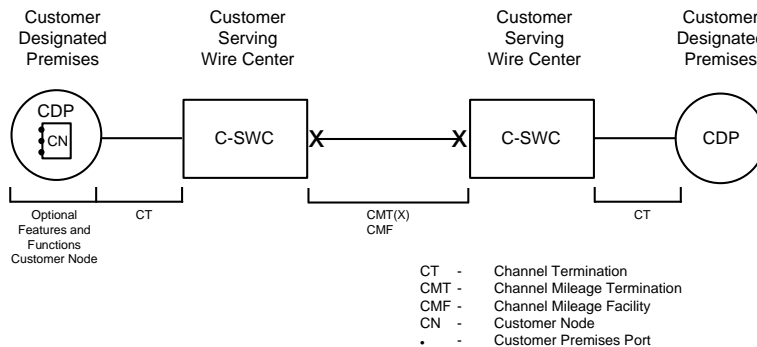 Customer
Designated
Premises
Customer
Serving
Wire Center
Customer
Serving
Wire Center
Customer
Designated
Premises
CDP
CN
C-SWC
X
X
C-SWC
CDP
Optional
Features and
Functions
Customer Node
CT
CMT(X)
CMF
CT
CT - Channel Termination
CMT - Channel Mileage Termination
CMF - Channel Mileage Facility
CN - Customer Node
• - Customer Premises Port